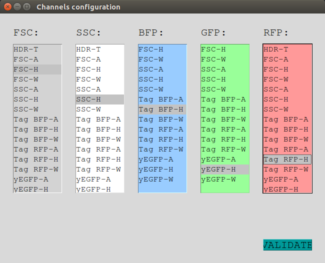 Channels configuration
FSC: SSC: BFP: GFP: RFP:
HDR-T HDR-T FSC-H FSC-H HDR-T
FSC-A FSC-A FSC-W FSC-W FSC-A
FSC-H FSC-H SSC-A SSC-A FSC-H
FSC-W FSC-W SSC-H SSC-H FSC-W
SSC-A SSC-A SSC-W SSC-W SSC-A
SSC-H SSC-H Tag BFP-A Tag BFP-A SSC-H
SSC-W SSC-W Tag BFP-H Tag BFP-H SSC-W
Tag BFP-A Tag BFP-A Tag BFP-W Tag BFP-W Tag BFP-A
Tag BFP-H Tag BFP-H Tag RFP-A Tag RFP-A Tag BFP-H
Tag BFP-W Tag BFP-W Tag RFP-H Tag RFP-H Tag BFP-W
Tag RFP-A Tag RFP-A Tag RFP-W Tag RFP-W Tag RFP-A
Tag RFP-H Tag RFP-H yEGFP-A yEGFP-A Tag RFP-H
Tag RFP-W Tag RFP-W yEGFP-H yEGFP-H Tag RFP-W
yEGFP-A yEGFP-A yEGFP-W yEGFP-W yEGFP-A
yEGFP-H yEGFP-H yEGFP-H
VALIDATE